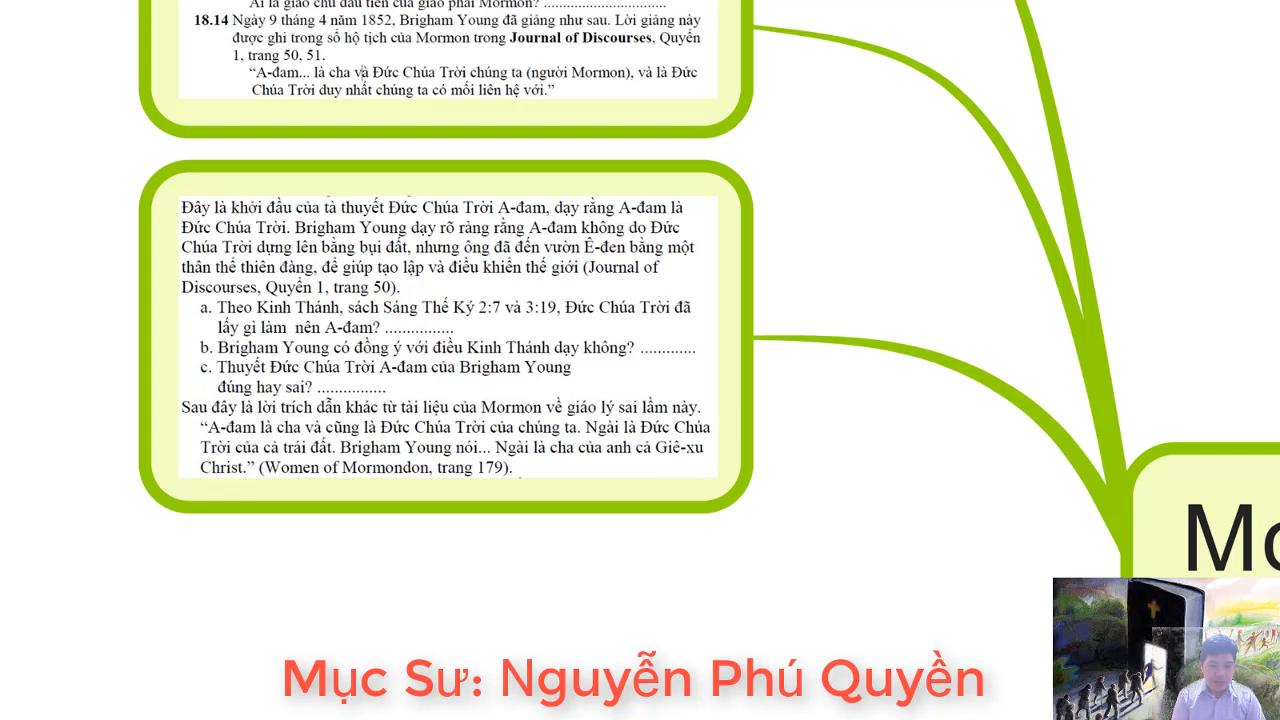 Ai là giáo chủ đầu tiên của giáo phái Mormon? ..............................
18.14 Ngày 9 tháng 4 năm 1852, Brigham Young đã giảng như sau. Lời giảng này
được ghi trong sổ hộ tịch của Mormon trong Journal of Discourses, Quyển
1, trang 50, 51.
“A-đam... là cha và Đức Chúa Trời chúng ta (người Mormon), và là Đức
Chúa Trời duy nhất chúng ta có mối liên hệ với.”
Đây là khởi đầu của tà thuyết Đức Chúa Trời A-đam, dạy rằng A-đam là
Đức Chúa Trời. Brigham Young dạy rõ ràng rằng A-đam không do Đức
Chúa Trời dựng lên bằng bụi đất, nhưng ông đã đến vườn Ê-đen bằng một
thân thể thiên đàng, để giúp tạo lập và điều khiển thế giới (Journal of
Discourses, Quyển 1, trang 50).
a. Theo Kinh Thánh, sách Sáng Thế Ký 2:7 và 3:19, Đức Chúa Trời đã
lấy gì làm nên A-đam? ................
b. Brigham Young có đồng ý với điều Kinh Thánh dạy không? .............
c. Thuyết Đức Chúa Trời A-đam của Brigham Young
đúng hay sai? ................
Sau đây là lời trích dẫn khác từ tài liệu của Mormon về giáo lý sai lầm này.
“A-đam là cha và cũng là Đức Chúa Trời của chúng ta. Ngài là Đức Chúa
Trời của cả trái đất. Brigham Young nói... Ngài là cha của anh cả Giê-xu
Christ.” (Women of Mormondon, trang 179).
Mo
Mục Sư: Nguyễn Phú Quyền